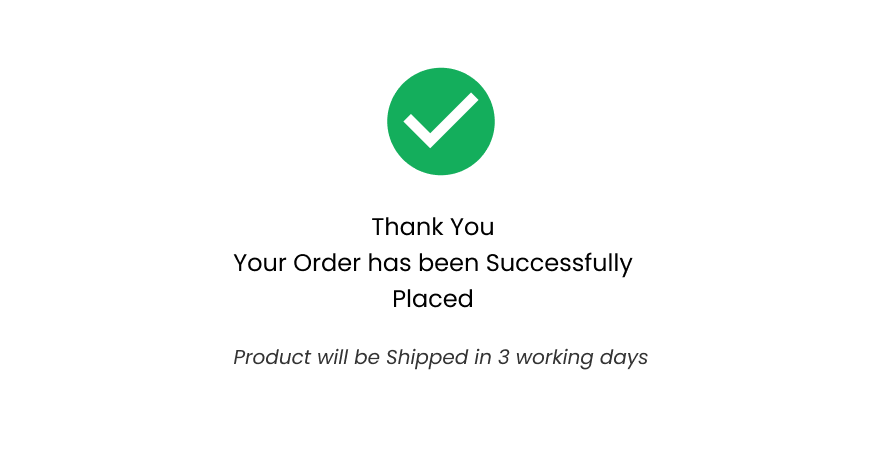 Thank You
Your Order has been Successfully
Placed
Product will be Shipped in 3 working days